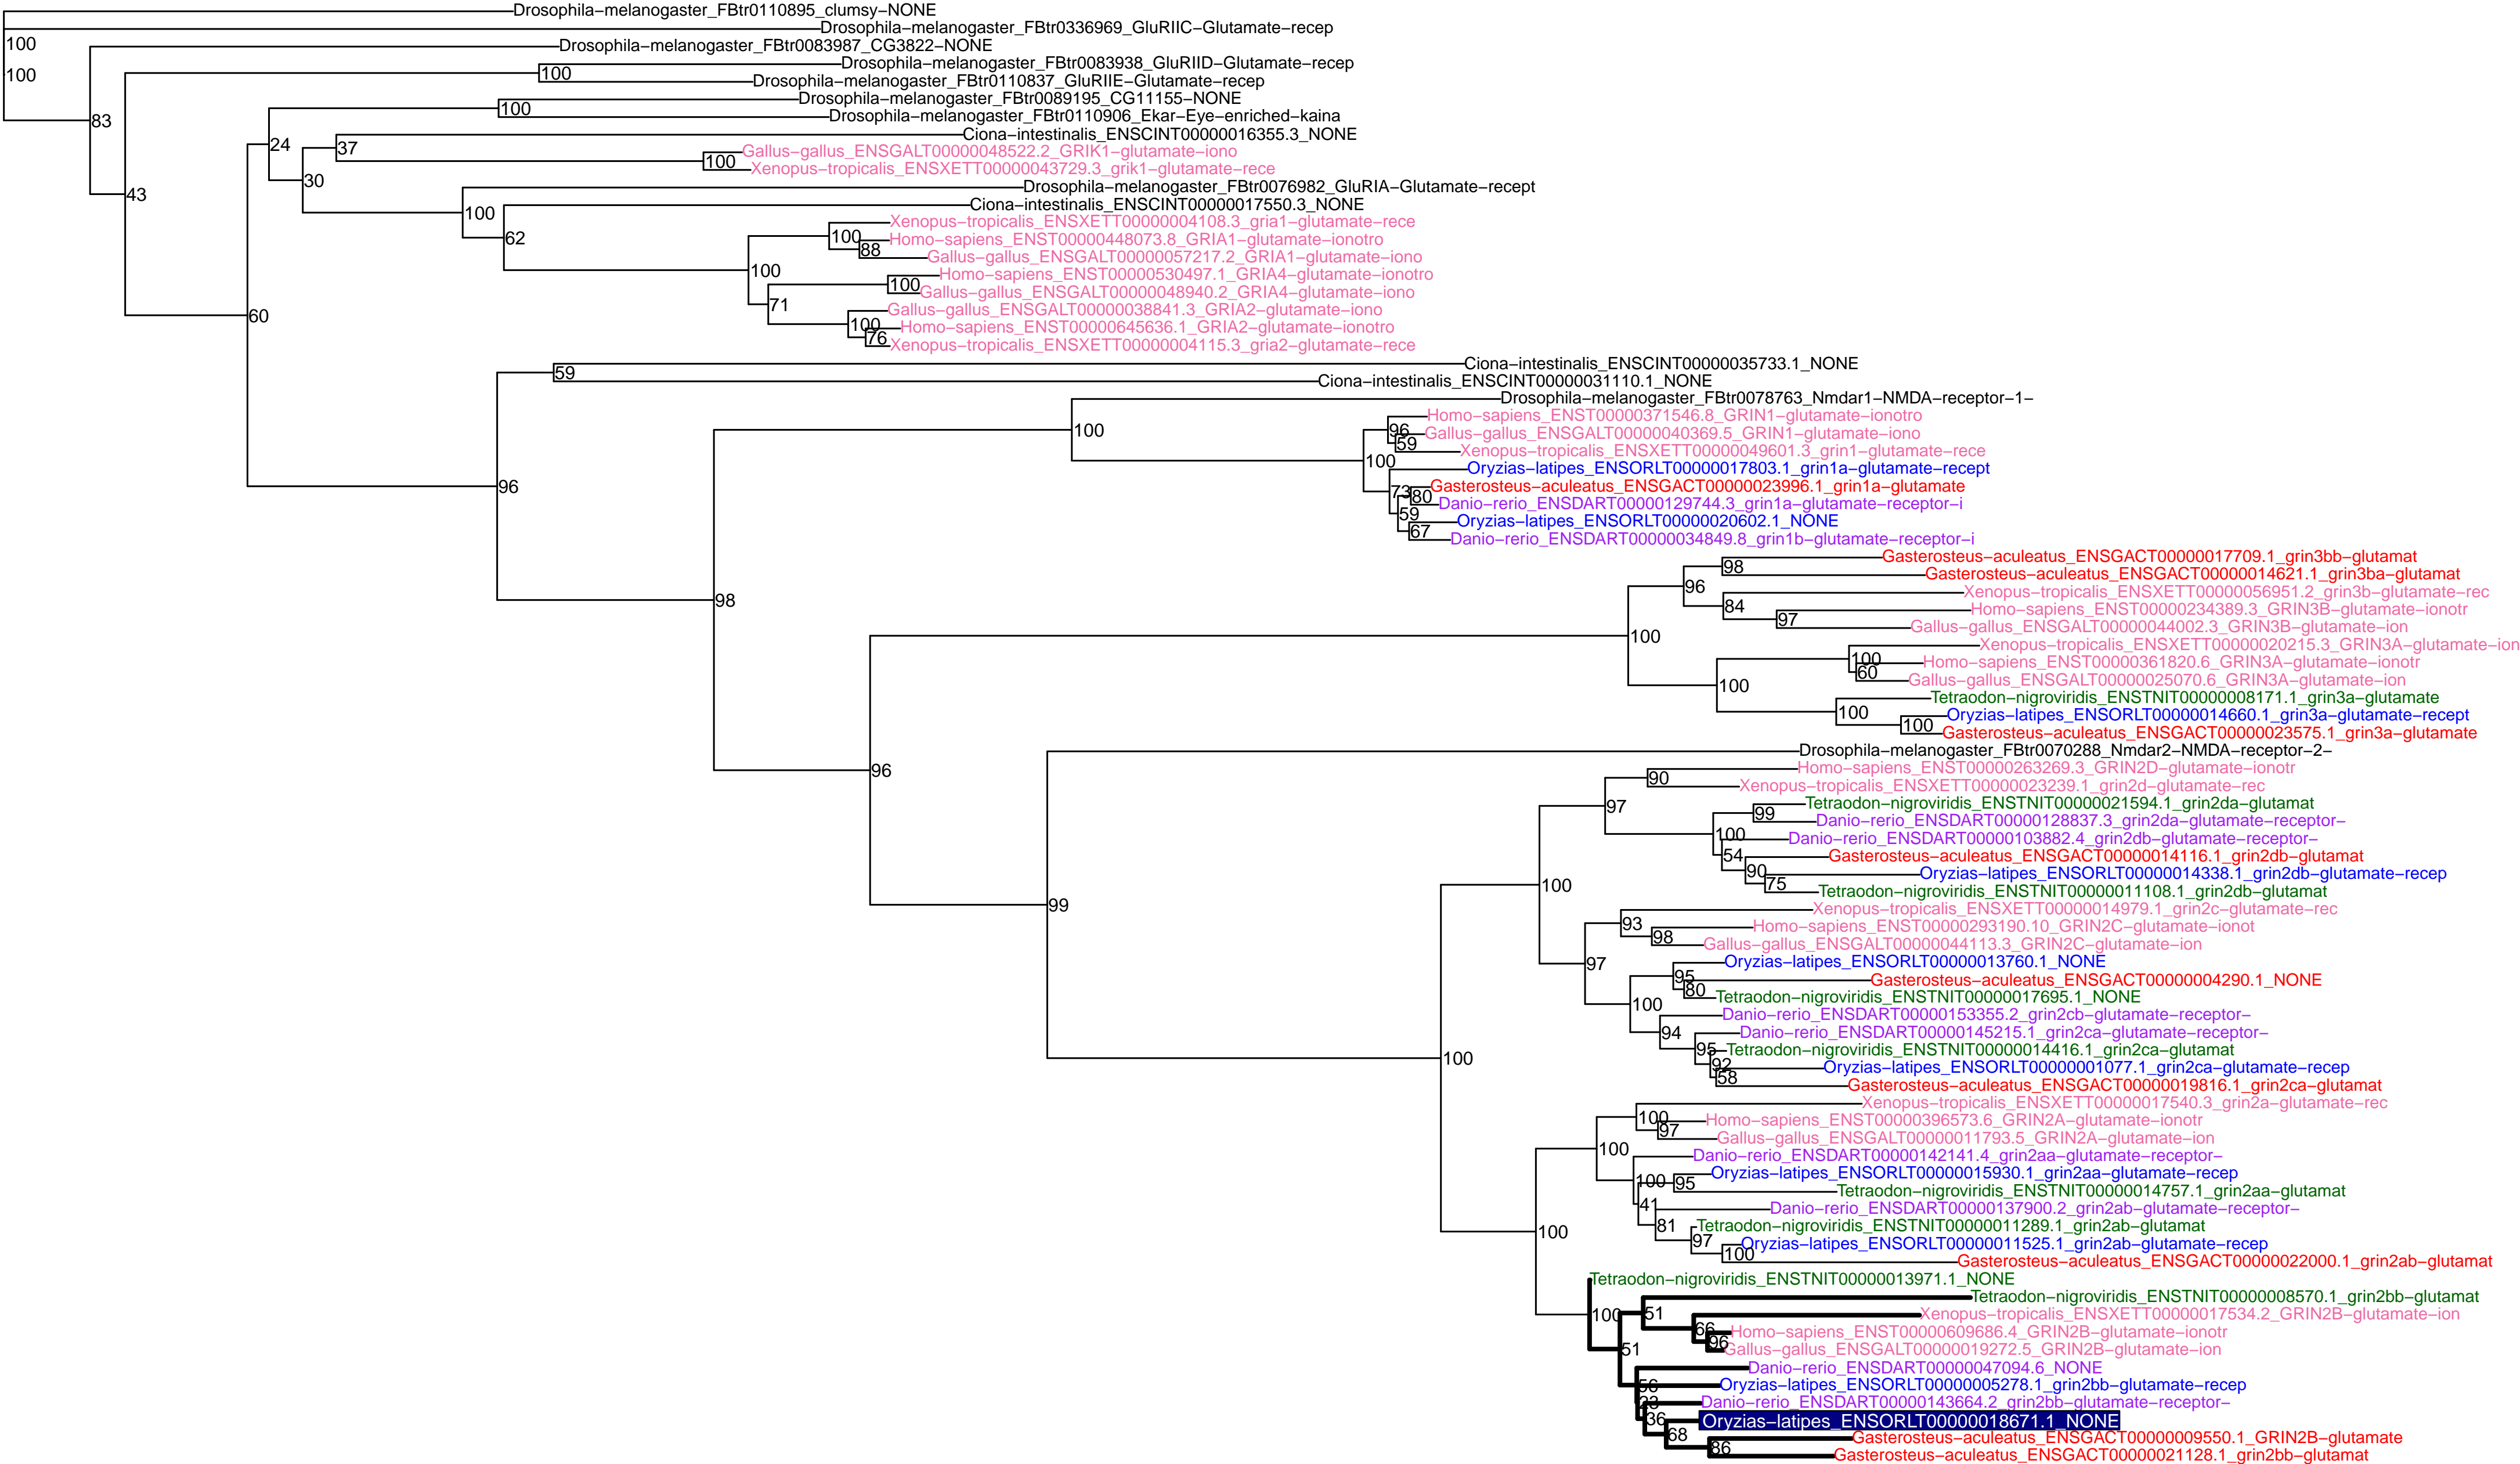 Drosophila−melanogaster_FBtr0110895_clumsy−NONE
Drosophila−melanogaster_FBtr0336969_GluRIIC−Glutamate−recep
100
Drosophila−melanogaster_FBtr0083987_CG3822−NONE
Drosophila−melanogaster_FBtr0083938_GluRIID−Glutamate−recep
100
100
Drosophila−melanogaster_FBtr0110837_GluRIIE−Glutamate−recep
Drosophila−melanogaster_FBtr0089195_CG11155−NONE
100
Drosophila−melanogaster_FBtr0110906_Ekar−Eye−enriched−kaina
83
Ciona−intestinalis_ENSCINT00000016355.3_NONE
24
37
Gallus−gallus_ENSGALT00000048522.2_GRIK1−glutamate−iono
100
Xenopus−tropicalis_ENSXETT00000043729.3_grik1−glutamate−rece
30
Drosophila−melanogaster_FBtr0076982_GluRIA−Glutamate−recept
43
Ciona−intestinalis_ENSCINT00000017550.3_NONE
100
Xenopus−tropicalis_ENSXETT00000004108.3_gria1−glutamate−rece
62
100
Homo−sapiens_ENST00000448073.8_GRIA1−glutamate−ionotro
88
Gallus−gallus_ENSGALT00000057217.2_GRIA1−glutamate−iono
100
Homo−sapiens_ENST00000530497.1_GRIA4−glutamate−ionotro
100
Gallus−gallus_ENSGALT00000048940.2_GRIA4−glutamate−iono
71
Gallus−gallus_ENSGALT00000038841.3_GRIA2−glutamate−iono
60
100
Homo−sapiens_ENST00000645636.1_GRIA2−glutamate−ionotro
76
Xenopus−tropicalis_ENSXETT00000004115.3_gria2−glutamate−rece
Ciona−intestinalis_ENSCINT00000035733.1_NONE
59
Ciona−intestinalis_ENSCINT00000031110.1_NONE
Drosophila−melanogaster_FBtr0078763_Nmdar1−NMDA−receptor−1−
Homo−sapiens_ENST00000371546.8_GRIN1−glutamate−ionotro
100
96
Gallus−gallus_ENSGALT00000040369.5_GRIN1−glutamate−iono
59
Xenopus−tropicalis_ENSXETT00000049601.3_grin1−glutamate−rece
100
Oryzias−latipes_ENSORLT00000017803.1_grin1a−glutamate−recept
96
Gasterosteus−aculeatus_ENSGACT00000023996.1_grin1a−glutamate
73
80
Danio−rerio_ENSDART00000129744.3_grin1a−glutamate−receptor−i
59
Oryzias−latipes_ENSORLT00000020602.1_NONE
67
Danio−rerio_ENSDART00000034849.8_grin1b−glutamate−receptor−i
Gasterosteus−aculeatus_ENSGACT00000017709.1_grin3bb−glutamat
98
Gasterosteus−aculeatus_ENSGACT00000014621.1_grin3ba−glutamat
96
Xenopus−tropicalis_ENSXETT00000056951.2_grin3b−glutamate−rec
98
84
Homo−sapiens_ENST00000234389.3_GRIN3B−glutamate−ionotr
97
Gallus−gallus_ENSGALT00000044002.3_GRIN3B−glutamate−ion
100
Xenopus−tropicalis_ENSXETT00000020215.3_GRIN3A−glutamate−ion
100
Homo−sapiens_ENST00000361820.6_GRIN3A−glutamate−ionotr
60
Gallus−gallus_ENSGALT00000025070.6_GRIN3A−glutamate−ion
100
Tetraodon−nigroviridis_ENSTNIT00000008171.1_grin3a−glutamate
100
Oryzias−latipes_ENSORLT00000014660.1_grin3a−glutamate−recept
100
Gasterosteus−aculeatus_ENSGACT00000023575.1_grin3a−glutamate
Drosophila−melanogaster_FBtr0070288_Nmdar2−NMDA−receptor−2−
96
Homo−sapiens_ENST00000263269.3_GRIN2D−glutamate−ionotr
90
Xenopus−tropicalis_ENSXETT00000023239.1_grin2d−glutamate−rec
97
Tetraodon−nigroviridis_ENSTNIT00000021594.1_grin2da−glutamat
99
Danio−rerio_ENSDART00000128837.3_grin2da−glutamate−receptor−
100
Danio−rerio_ENSDART00000103882.4_grin2db−glutamate−receptor−
54
Gasterosteus−aculeatus_ENSGACT00000014116.1_grin2db−glutamat
90
Oryzias−latipes_ENSORLT00000014338.1_grin2db−glutamate−recep
100
75
Tetraodon−nigroviridis_ENSTNIT00000011108.1_grin2db−glutamat
99
Xenopus−tropicalis_ENSXETT00000014979.1_grin2c−glutamate−rec
93
Homo−sapiens_ENST00000293190.10_GRIN2C−glutamate−ionot
98
Gallus−gallus_ENSGALT00000044113.3_GRIN2C−glutamate−ion
97
Oryzias−latipes_ENSORLT00000013760.1_NONE
95
Gasterosteus−aculeatus_ENSGACT00000004290.1_NONE
80
Tetraodon−nigroviridis_ENSTNIT00000017695.1_NONE
100
Danio−rerio_ENSDART00000153355.2_grin2cb−glutamate−receptor−
94
Danio−rerio_ENSDART00000145215.1_grin2ca−glutamate−receptor−
95
Tetraodon−nigroviridis_ENSTNIT00000014416.1_grin2ca−glutamat
100
92
Oryzias−latipes_ENSORLT00000001077.1_grin2ca−glutamate−recep
58
Gasterosteus−aculeatus_ENSGACT00000019816.1_grin2ca−glutamat
Xenopus−tropicalis_ENSXETT00000017540.3_grin2a−glutamate−rec
100
Homo−sapiens_ENST00000396573.6_GRIN2A−glutamate−ionotr
97
Gallus−gallus_ENSGALT00000011793.5_GRIN2A−glutamate−ion
100
Danio−rerio_ENSDART00000142141.4_grin2aa−glutamate−receptor−
Oryzias−latipes_ENSORLT00000015930.1_grin2aa−glutamate−recep
100
95
Tetraodon−nigroviridis_ENSTNIT00000014757.1_grin2aa−glutamat
41
Danio−rerio_ENSDART00000137900.2_grin2ab−glutamate−receptor−
81
Tetraodon−nigroviridis_ENSTNIT00000011289.1_grin2ab−glutamat
100
97
Oryzias−latipes_ENSORLT00000011525.1_grin2ab−glutamate−recep
100
Gasterosteus−aculeatus_ENSGACT00000022000.1_grin2ab−glutamat
Tetraodon−nigroviridis_ENSTNIT00000013971.1_NONE
Tetraodon−nigroviridis_ENSTNIT00000008570.1_grin2bb−glutamat
100
51
Xenopus−tropicalis_ENSXETT00000017534.2_GRIN2B−glutamate−ion
66
Homo−sapiens_ENST00000609686.4_GRIN2B−glutamate−ionotr
96
51
Gallus−gallus_ENSGALT00000019272.5_GRIN2B−glutamate−ion
Danio−rerio_ENSDART00000047094.6_NONE
56
Oryzias−latipes_ENSORLT00000005278.1_grin2bb−glutamate−recep
23
Danio−rerio_ENSDART00000143664.2_grin2bb−glutamate−receptor−
36
Oryzias−latipes_ENSORLT00000018671.1_NONE
68
Gasterosteus−aculeatus_ENSGACT00000009550.1_GRIN2B−glutamate
86
Gasterosteus−aculeatus_ENSGACT00000021128.1_grin2bb−glutamat